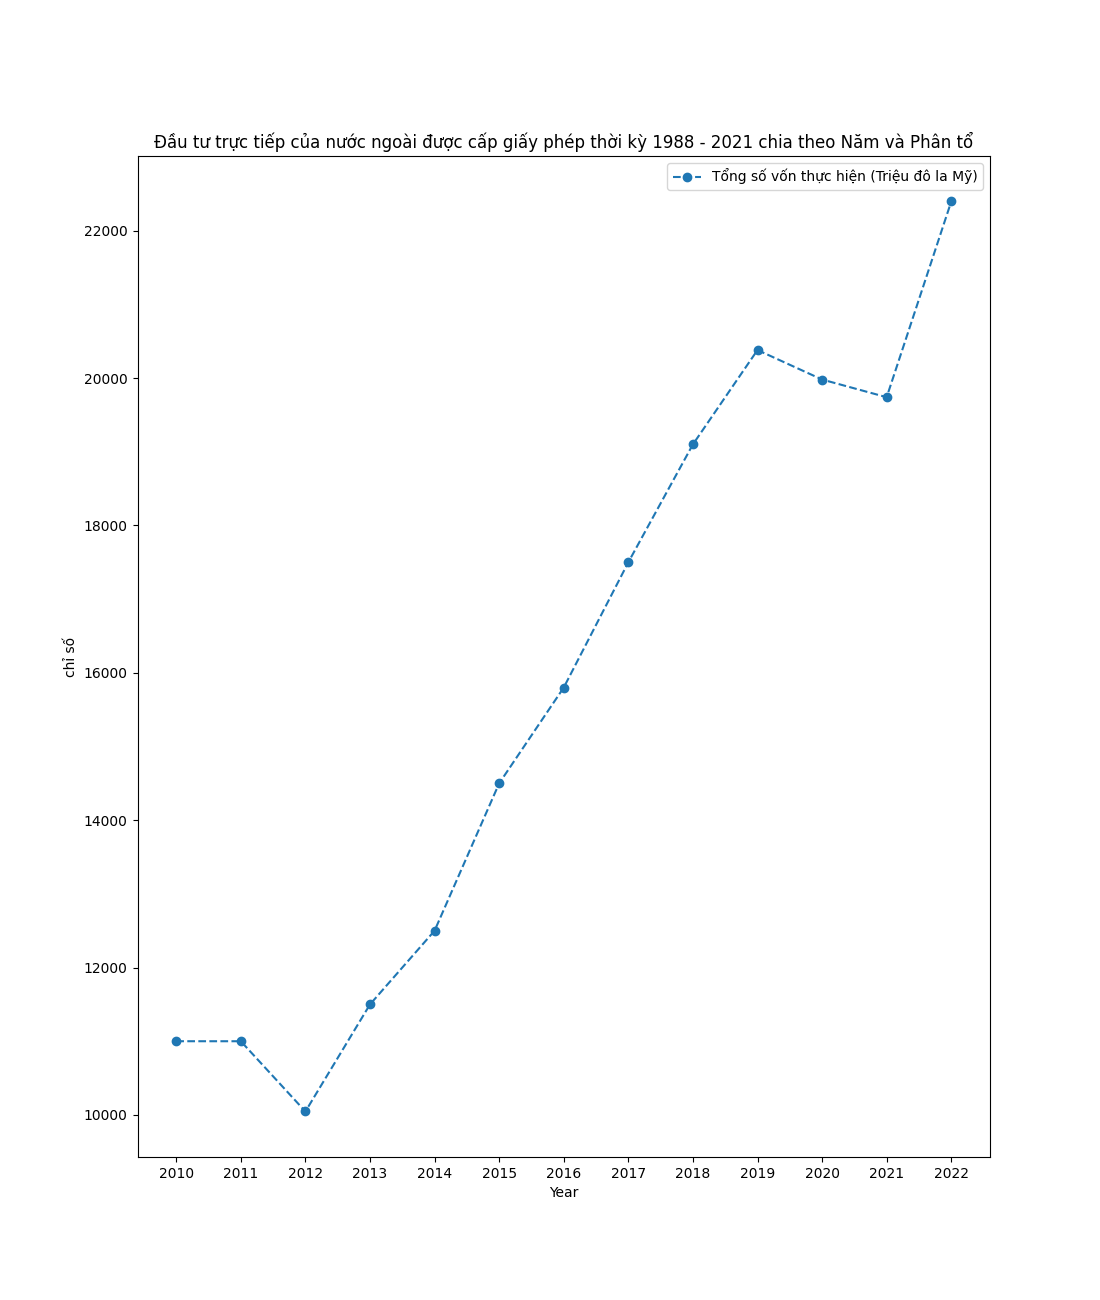 Đầu tư trực tiếp của nước ngoài được cấp giấy phép thời kỳ 1988 - 2021 chia theo Năm và Phân tổ
Tổng số vốn thực hiện (Triệu đô la Mỹ)
22000
20000
18000
16000
14000
12000
10000
chỉ số
2010 2011 2012 2013 2014 2015 2016 2017 2018 2019 2020 2021 2022
Year